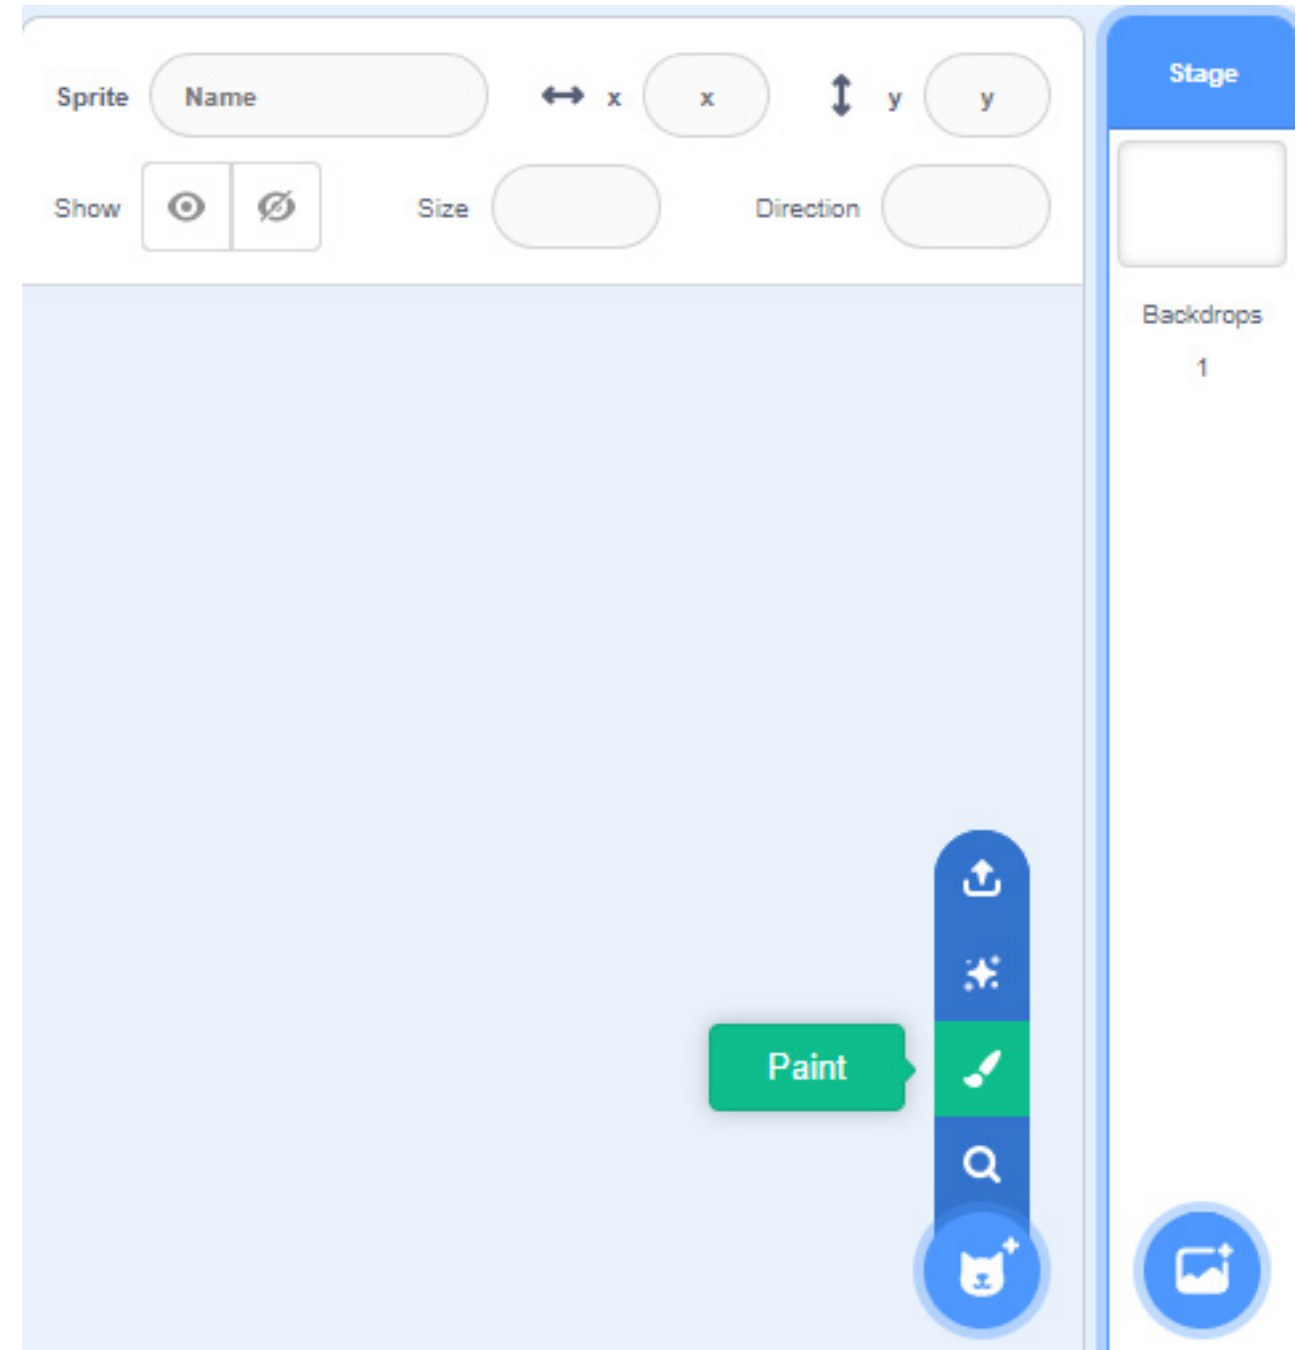 Sprite Name x x y y
Show Size Direction
Stage
Backdrops
1
Paint